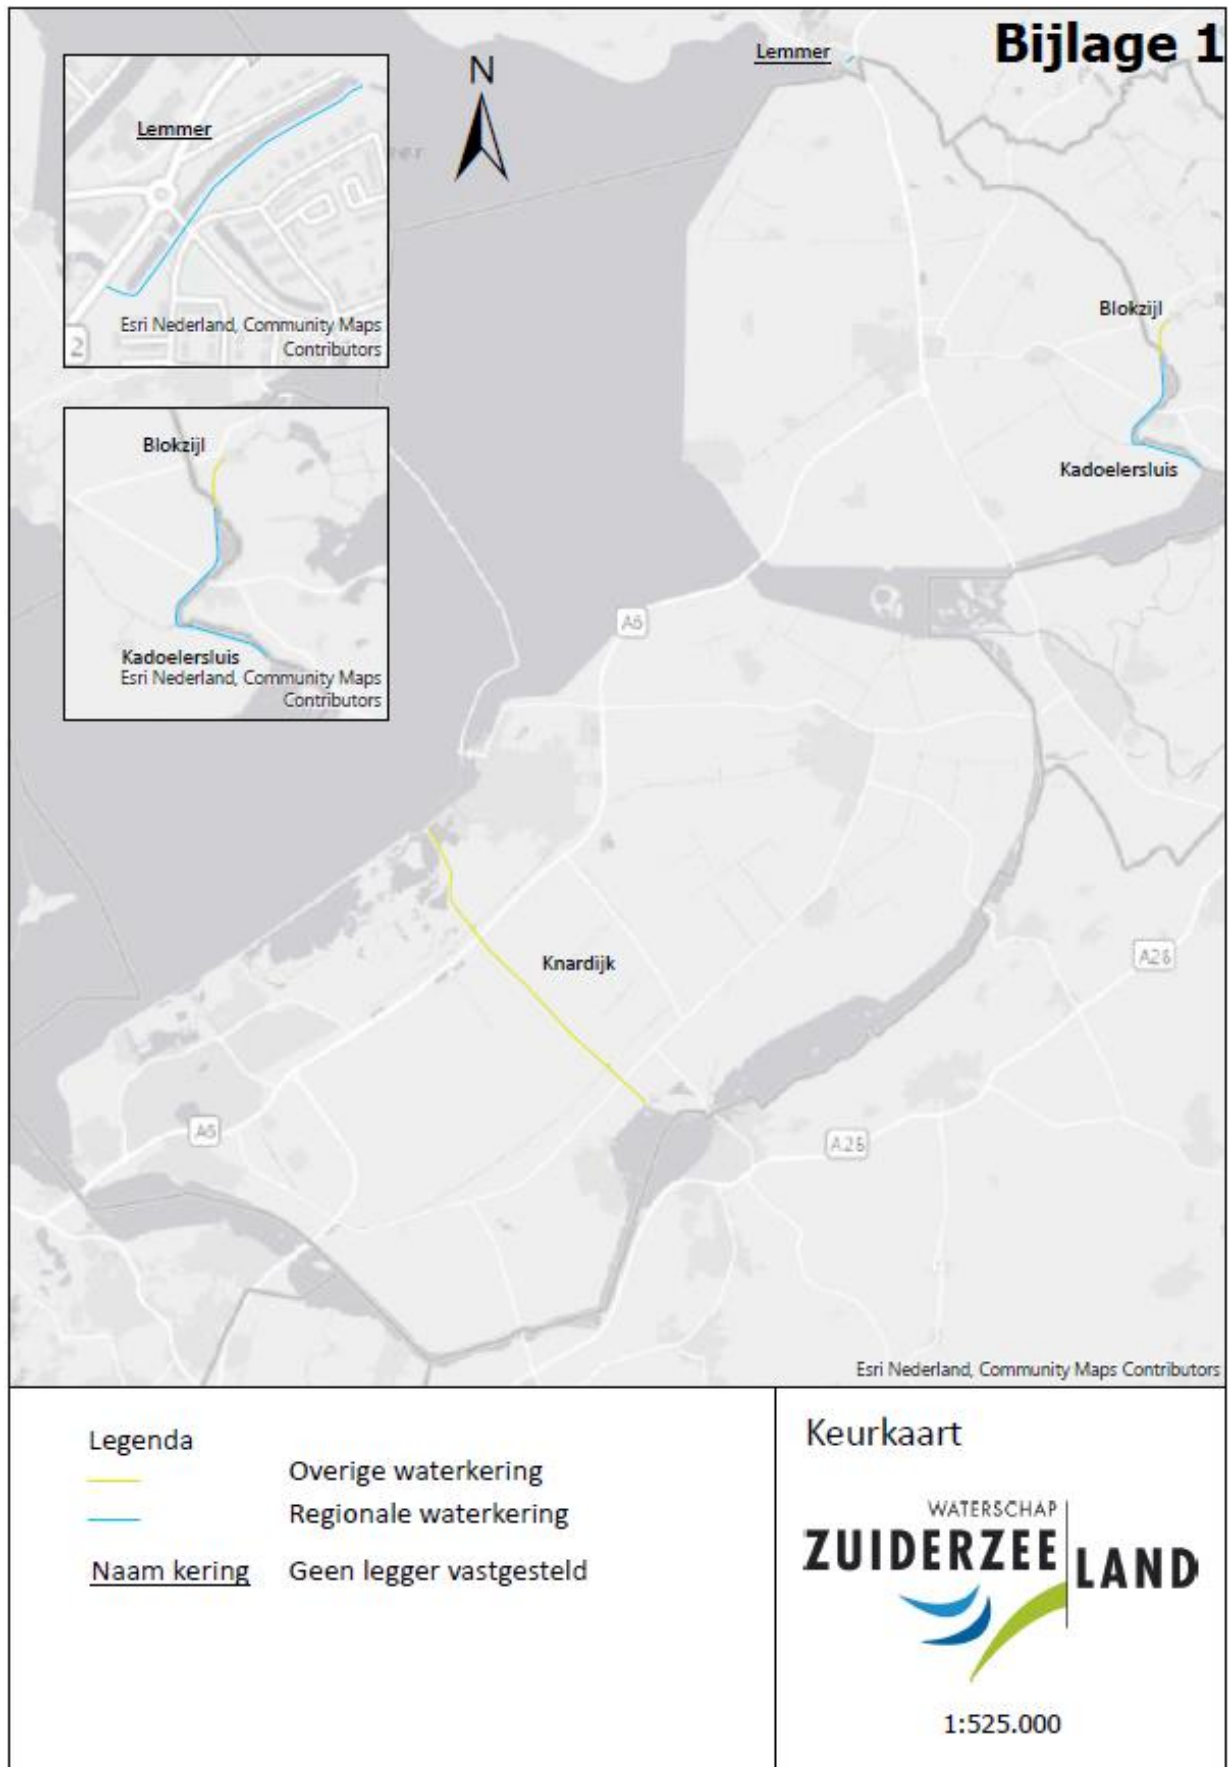 Bijlage 1
Lemmer
N
Lemmer
Esri Nederland, Community Maps
Contributors
2
Blokzijl
Kadoelersluis
Blokzijl
Kadoelersluis
Esri Nederland, Community Maps
Contributors
A6
Knardijk
A28
A6
A28
Esri Nederland, Community Maps Contributors
Legenda
Overige waterkering
Regionale waterkering
Naam kering Geen legger vastgesteld
Keurkaart
WATERSCHAP
ZUIDERZEELAND
1:525.000